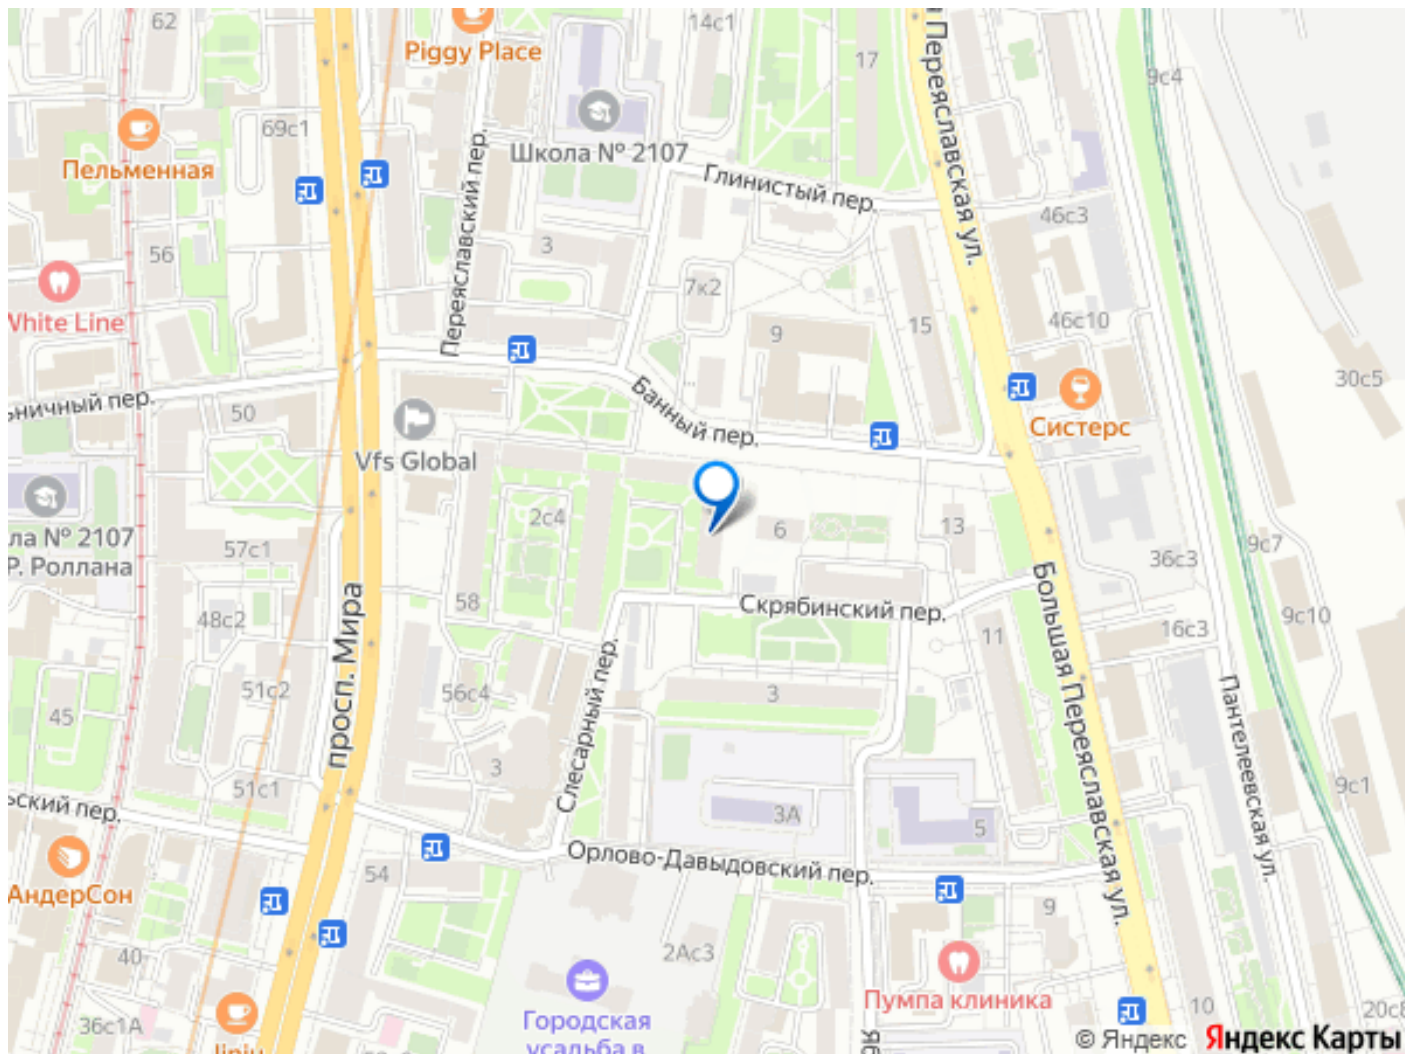 62
Piggy Place
14с1
17
я Переяславская ул.
9с4
69с1
Пельменная
Школа № 2107
Переяславский пер.
Глинистый пер.
46с3
56
3
7к2
White Line
9
15
46с10
30с5
ьничный пер.
50
Банный пер.
Систерс
Vfs Global
2с4
6
13
ла № 2107
Р. Роллана
57с1
36с3
9с7
58
48с2
Скрябинский пер.
Большая Переяславская ул.
9с10
16с3
11
просп. Мира
51с2
56с4
3
45
Слесарный пер.
Пантелеевская ул.
3
51с1
9с1
ьский пер.
3А
5
Орлово-Давыдовский пер.
54
АндерСон
9
40
2Ас3
Пумпа клиника
36с1А
Городская
усадьба в
10
20с8
Яб
© Яндекс Яндекс Карты